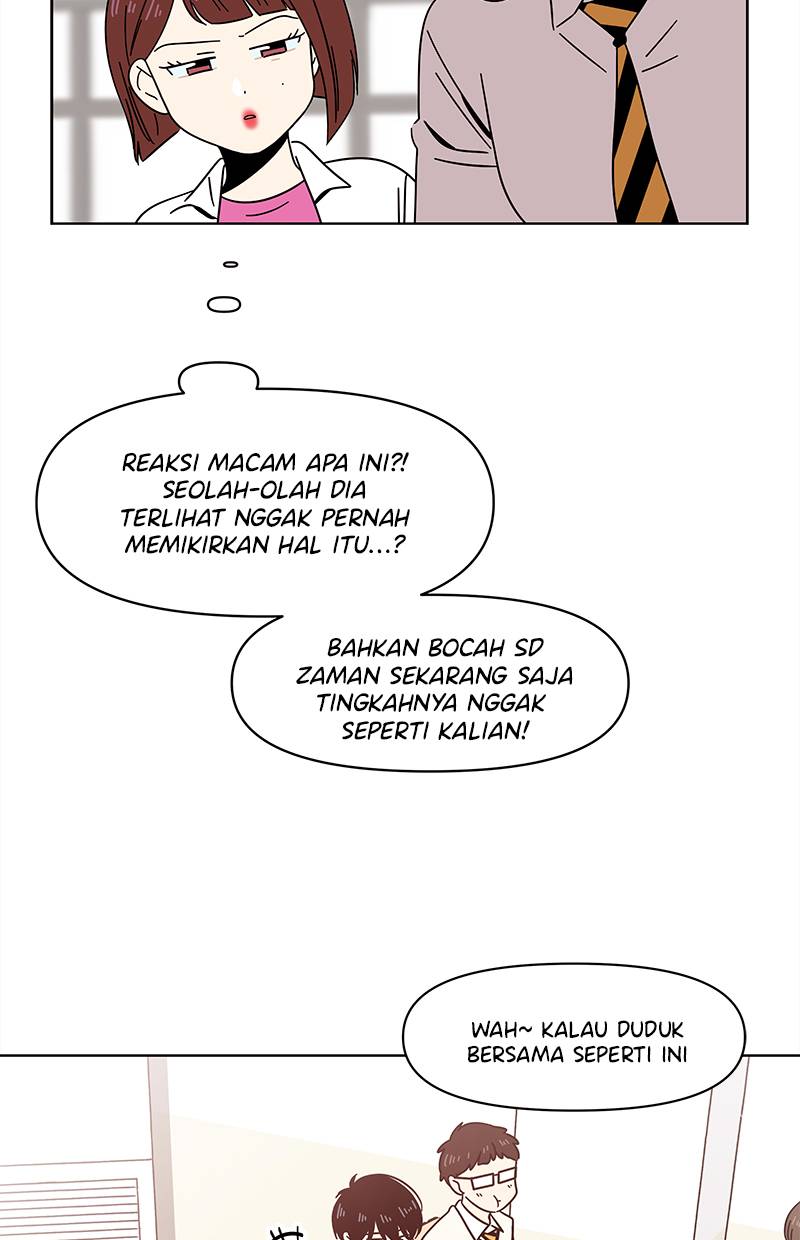 REAKSI MACAM APA INI?!
SEOLAH-OLAH DIA
TERLIHAT NGGAK PERNAH
MEMIKIRKAN HAL ITU...?
BAHKAN BOCAH SD
ZAMAN SEKARANG SAJA
TINGKAHNYA NGGAK
SEPERTI KALIAN!
WAH~ KALAU DUDUK
BERSAMA SEPERTI INI